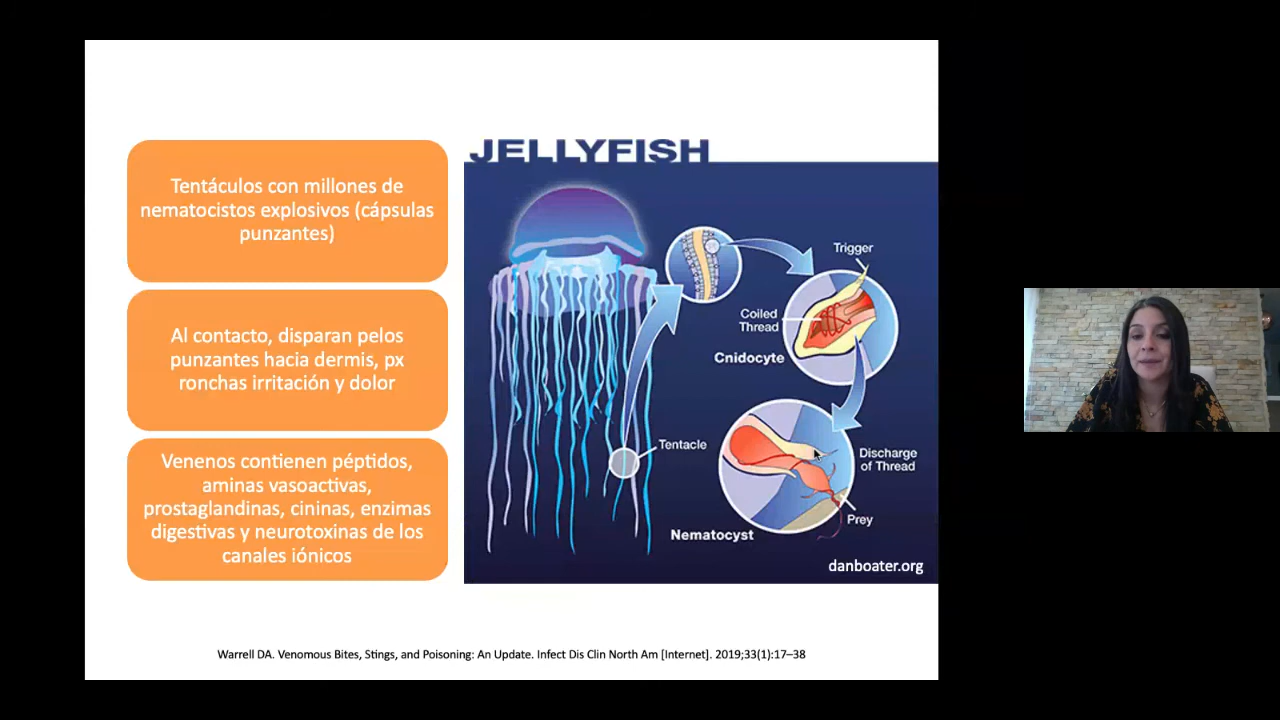 JELLYFISH
Tentáculos con millones de
nematocistos explosivos (cápsulas
punzantes)
Al contacto, disparan pelos
punzantes hacia dermis, px
ronchas irritación y dolor
Venenos contienen péptidos,
aminas vasoactivas,
prostaglandinas, cininas, enzimas
digestivas y neurotoxinas de los
canales iónicos
Trigger
Coiled
Thread
Cnidocyte
Tentacle
Discharge
of Thread
Prey
Nematocyst
danboater.org
Warrell DA. Venomous Bites, Stings, and Poisoning: An Update. Infect Dis Clin North Am [Internet]. 2019;33(1):17–38